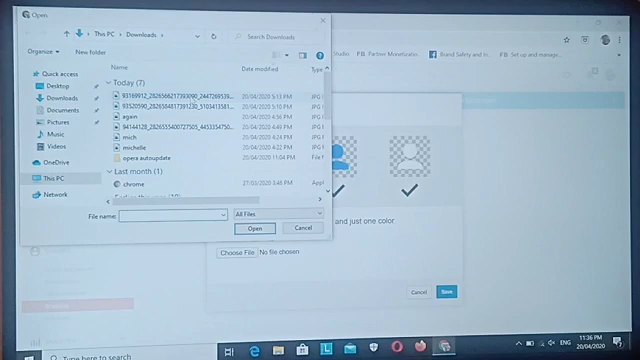 Open
This PC
Downloads
Search Downloads
Organize
New folder
Studio
Partner Monetizatio...
Board Safety and In...
Set up and manage...
Name
Date modified
Type
Quick access
Desktop
Downloads
Documents
Pictures
Music
Videos
OneDrive
This PC
Network
Today (7)
20/04/2020 5:13 PM
JPG F
20/04/2020 5:10 PM
JPG F
again
20/04/2020 4:56 PM
JPG F
20/04/2020 4:49 PM
JPG F
mich
20/04/2020 4:24 PM
JPG F
michelle
20/04/2020 4:22 PM
JPG F
opera autoupdate
20/04/2020 11:04 PM
File f
Last month (1)
chrome
27/03/2020 3:48 PM
Appl
File name:
All Files
Open
Cancel
and just one color.
Choose File
No file chosen
Cancel
Save
Type here to search
ENG
11:36 PM
20/04/2020